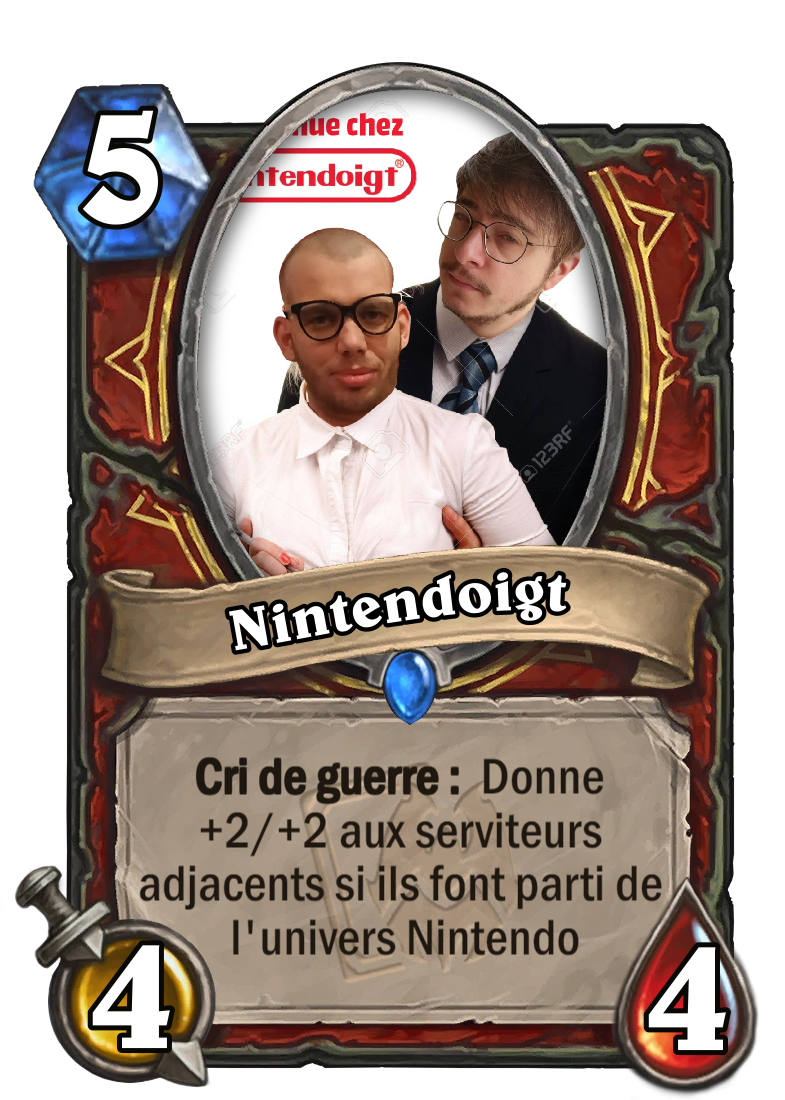 5
nue chez
ntendoigt®
123RF
Nintendoigt
Cri de guerre : Donne
+2/+2 aux serviteurs
adjacents si ils font parti de
l'univers Nintendo
4
4